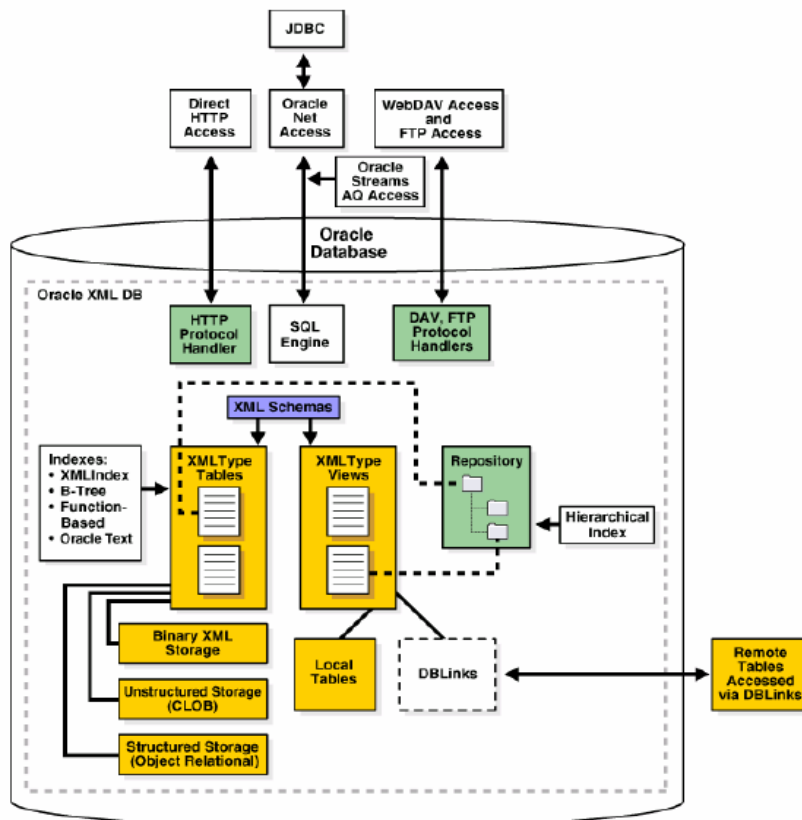 JDBC
Direct
HTTP
Access
Oracle
Net
Access
WebDAV Access
and
FTP Access
Oracle
Streams
AQ Access
Oracle
Database
Oracle XML DB
HTTP
Protocol
Handler
SQL
Engine
DAV, FTP
Protocol
Handlers
XML Schemas
Indexes:
• XMLIndex
• B-Tree
• Function-
Based
• Oracle Text
XMLType
Tables
XMLType
Views
Repository
Hierarchical
Index
Binary XML
Storage
Unstructured Storage
(CLOB)
Structured Storage
(Object Relational)
Local
Tables
DBLinks
Remote
Tables
Accessed
via DBLinks